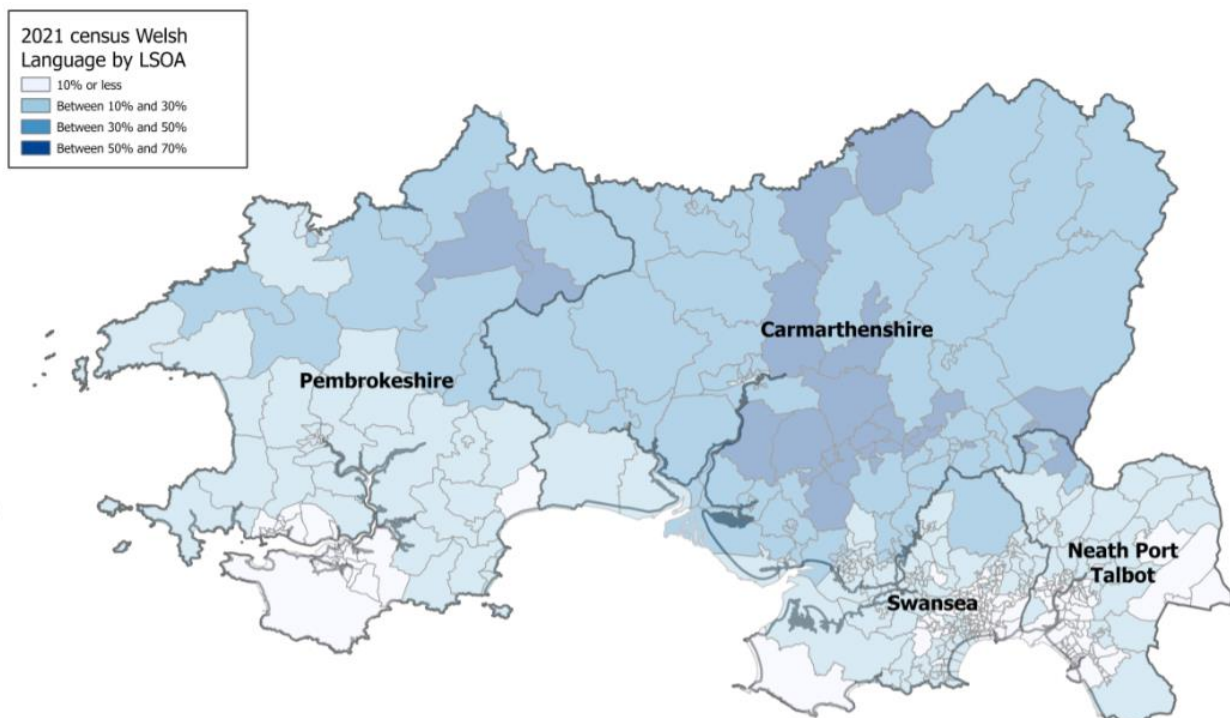 2021 census Welsh
Language by LSOA
10% or less
Between 10% and 30%
Between 30% and 50%
Between 50% and 70%
Carmarthenshire
Pembrokeshire
Neath Port
Talbot
Swansea